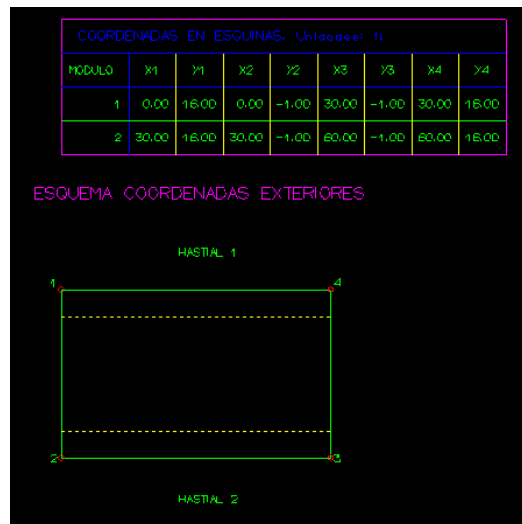 COORDENADAS EN ESQUINAS. Unidades:
MODULO X1 Y1 X2 Y2 X3 Y3 X4 Y4
1 0.00 16.00 0.00 -1.00 30.00 -1.00 30.00 16.00
2 30.00 16.00 30.00 -1.00 60.00 -1.00 60.00 16.00
ESQUEMA COORDENADAS EXTERIORES
HASTIAL 1
1 4
2 3
HASTIAL 2